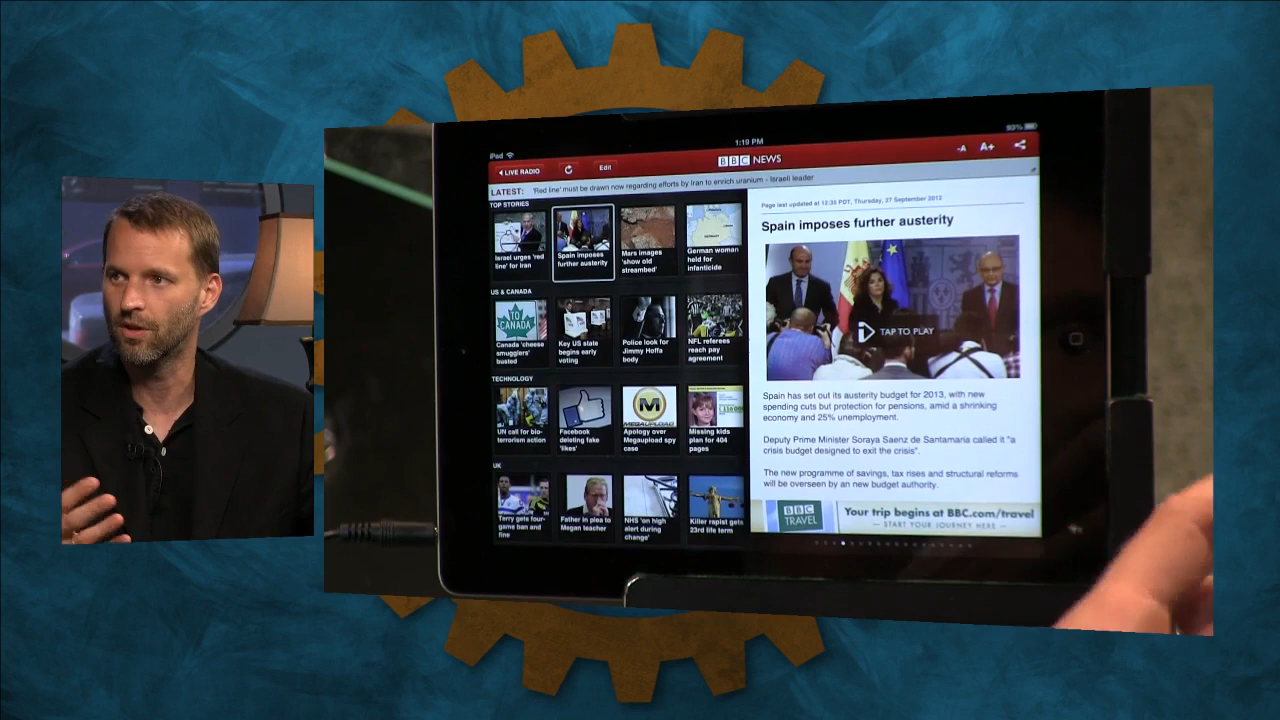 iPad
1:19 PM
93%
LIVE RADIO
Edit
BBC NEWS
-A
A+
LATEST: 'Red line' must be drawn now regarding efforts by Iran to enrich uranium - Israeli leader
TOP STORIES
Israel urges 'red
line' for Iran
Spain imposes
further austerity
Mars images
'show old
streambed'
German woman
held for
infanticide
US & CANADA
TO
CANADA
Canada 'cheese
smugglers'
busted
Key US state
begins early
voting
Police look for
Jimmy Hoffa
body
NFL referees
reach pay
agreement
TECHNOLOGY
UN call for bio-
terrorism action
Facebook
deleting fake
'likes'
MEGAUPLOAD
Apology over
Megaupload spy
case
Missing kids
plan for 404
pages
UK
Terry gets four-
game ban and
fine
Father in plea to
Megan teacher
NHS 'on high
alert during
change'
Killer rapist gets
23rd life term
Page last updated at 12:35 PDT, Thursday, 27 September 2012
Spain imposes further austerity
TAP TO PLAY
Spain has set out its austerity budget for 2013, with new
spending cuts but protection for pensions, amid a shrinking
economy and 25% unemployment.
Deputy Prime Minister Soraya Saenz de Santamaria called it "a
crisis budget designed to exit the crisis".
The new programme of savings, tax rises and structural reforms
will be overseen by an new budget authority.
BBC
TRAVEL
Your trip begins at BBC.com/travel
— START YOUR JOURNEY HERE —